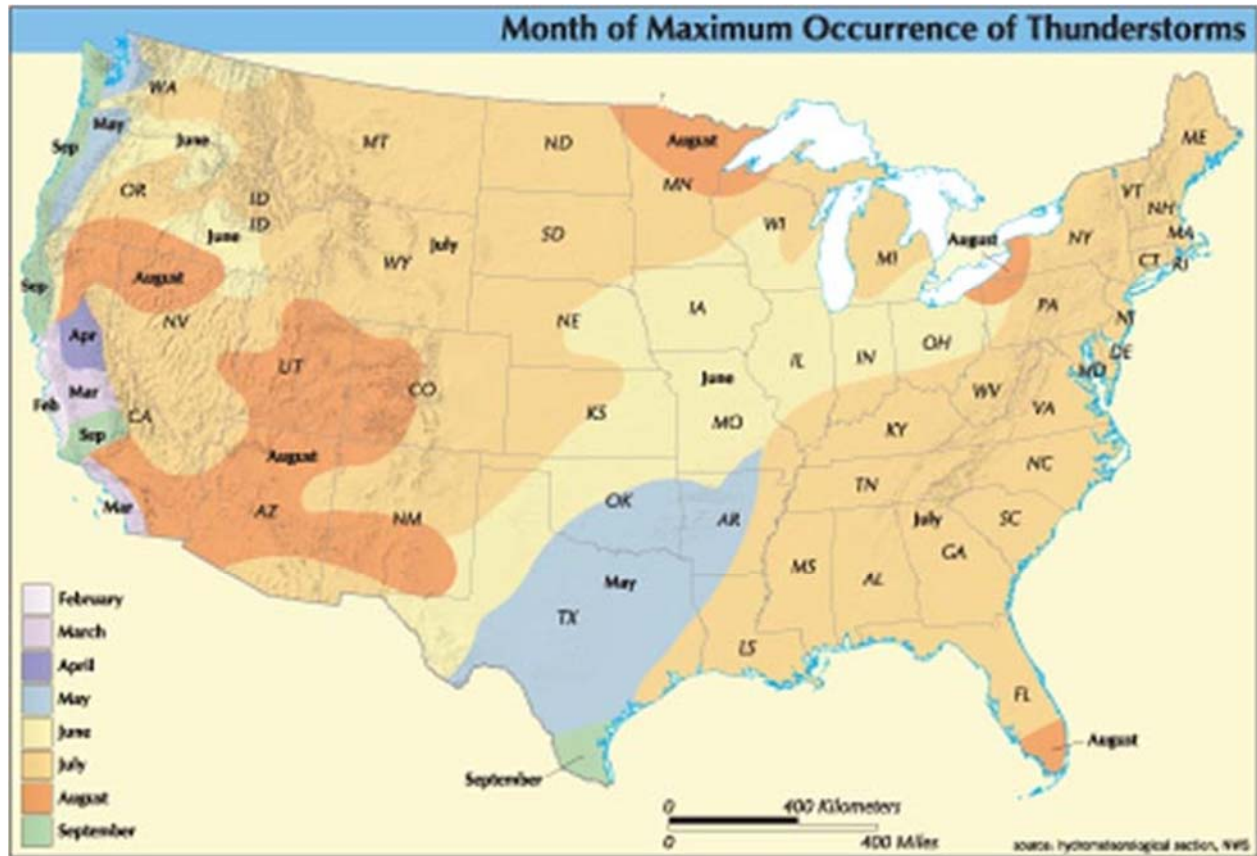 Month of Maximum Occurrence of Thunderstorms
WA
May
Sep
June
MT
ND
August
ME
OR
ID
MN
VT
NH
ID
June
SD
WI
NY
MA
WY
July
August
MI
CT
RI
Sep
August
NV
NE
IA
PA
NJ
Apr
OH
IL
IN
DE
UT
MD
CO
June
Mar
WV
Feb
CA
KS
VA
Sep
MO
KY
August
NC
TN
OK
Mar
AZ
NM
AR
July
SC
GA
MS
AL
May
TX
LS
FL
August
September
February
March
April
May
June
July
August
September
0 400 Kilometers
0 400 Miles
source: hydrometeorological section, NWS